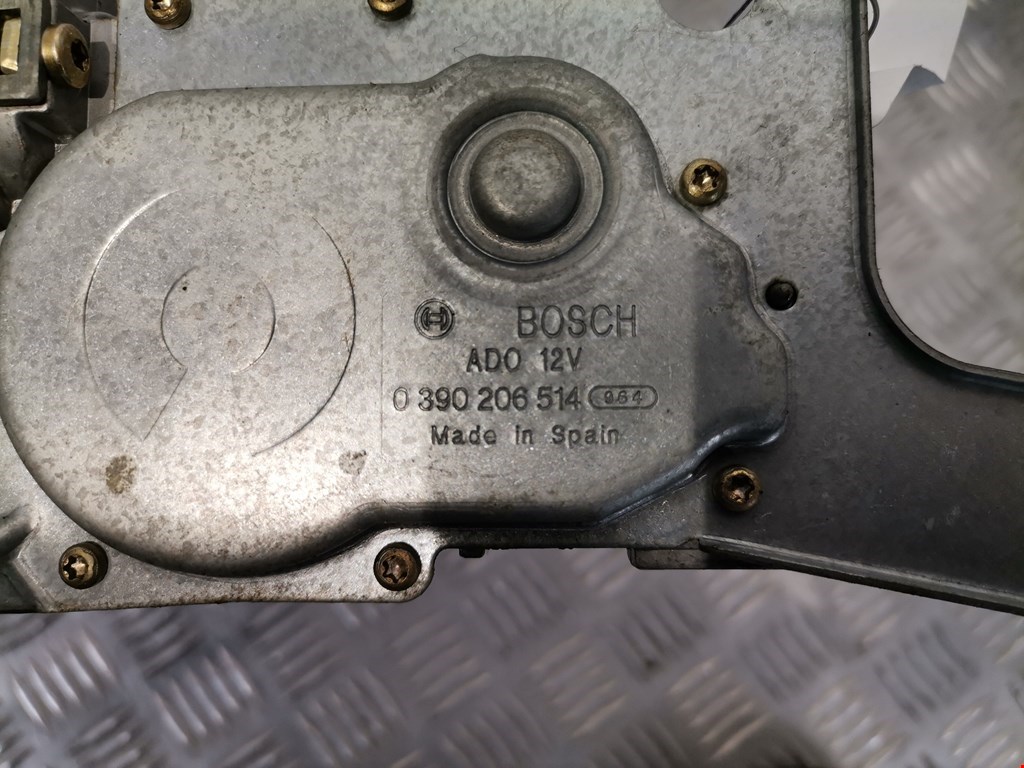 BOSCH
ADO 12V
0 390 206 514 964
Made in Spain